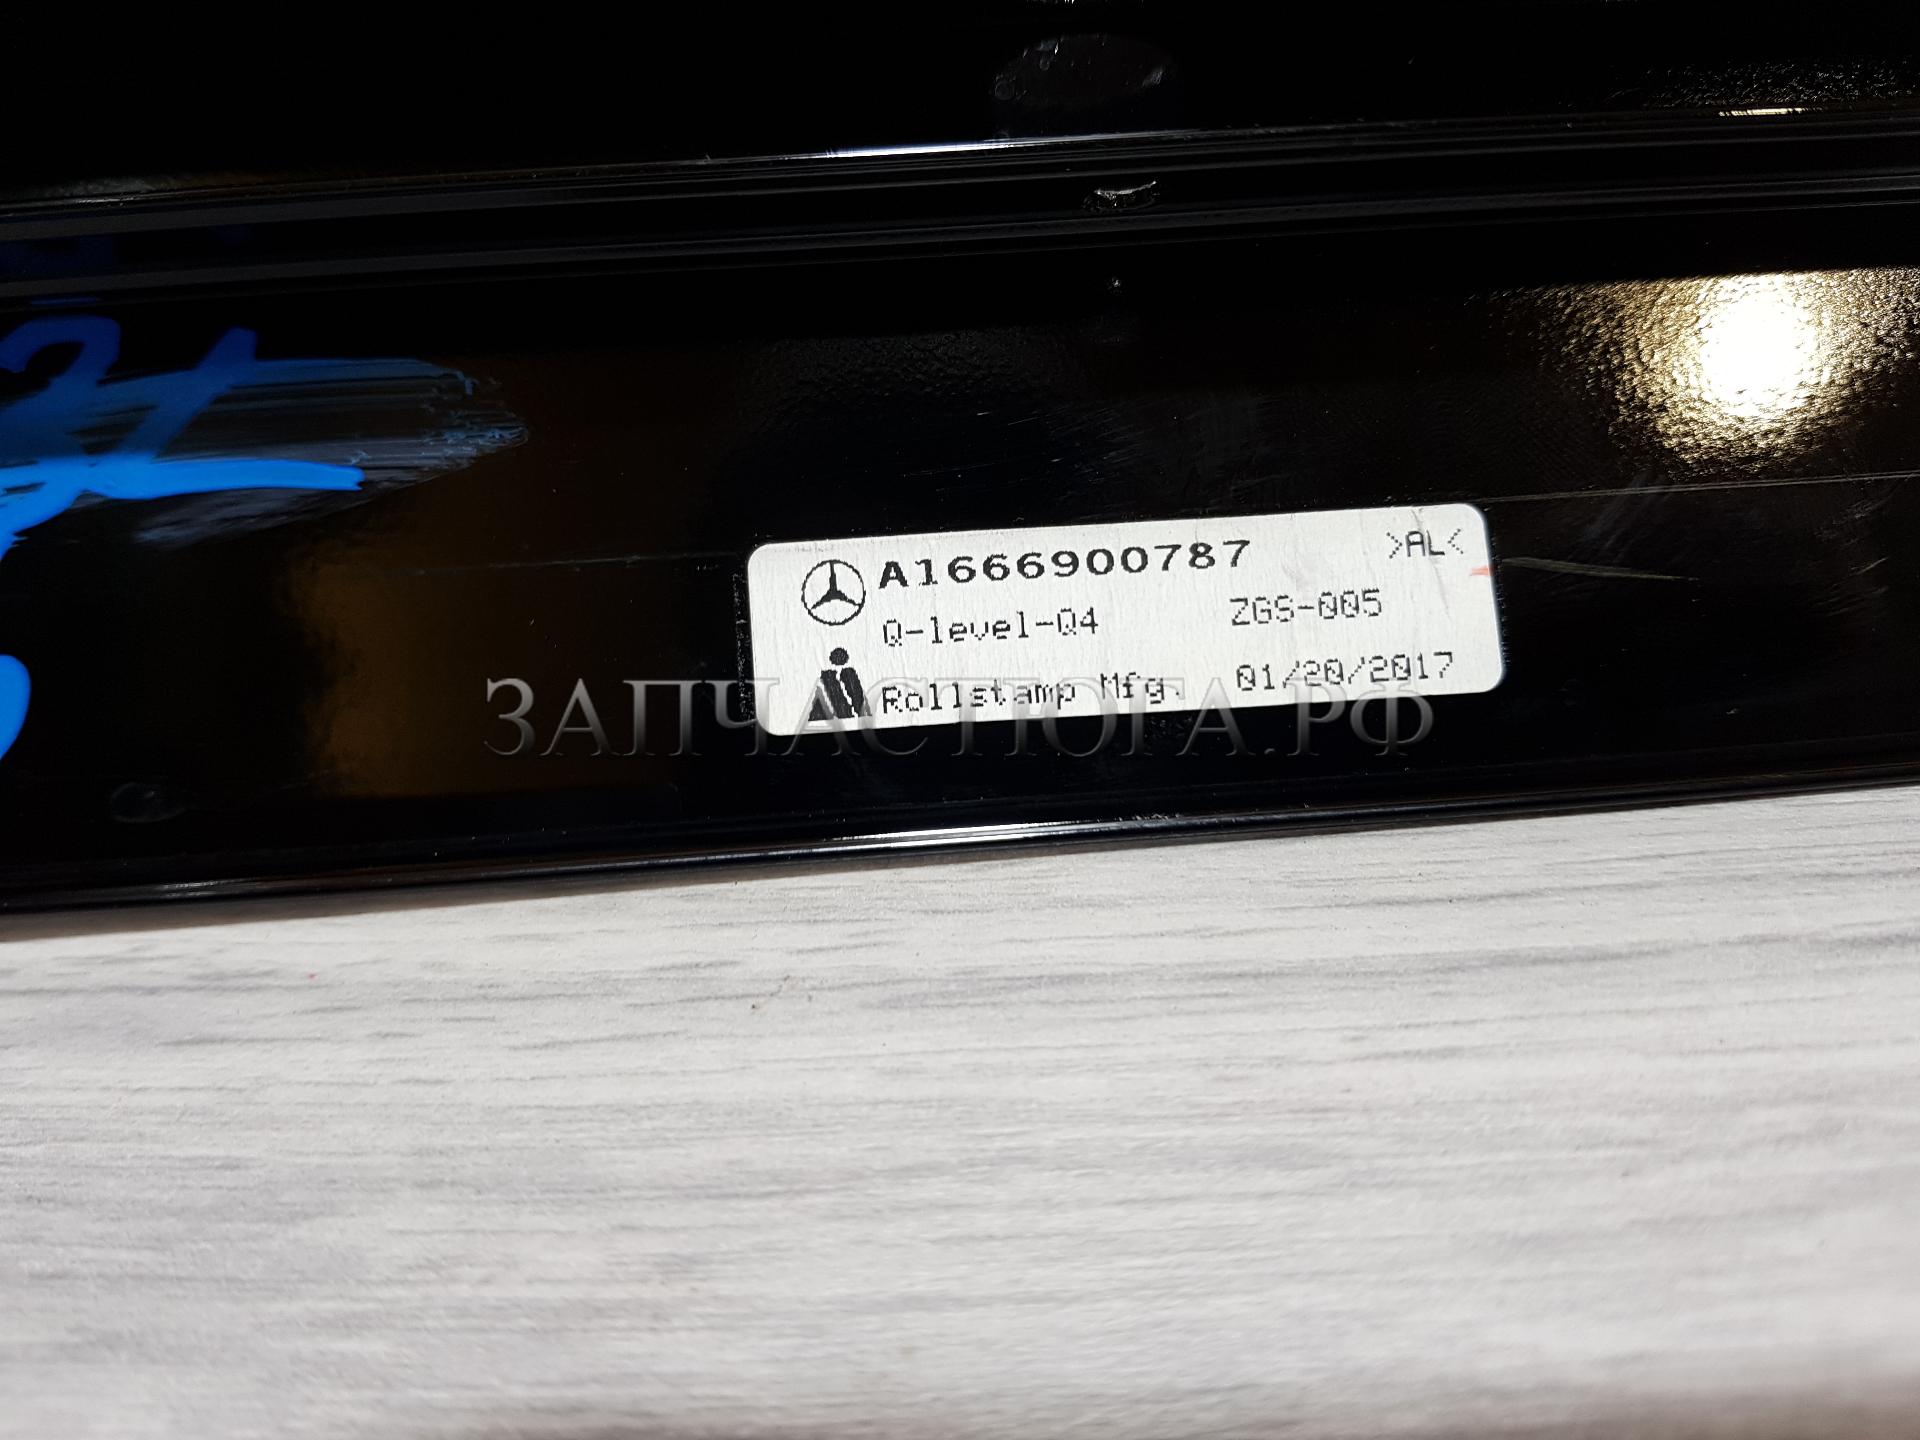 A1666900787 >AL<
Q-level-Q4 ZGS-005
Rollstamp Mfg. 01/20/2017
ЗАПЧАСТЮГА.РФ